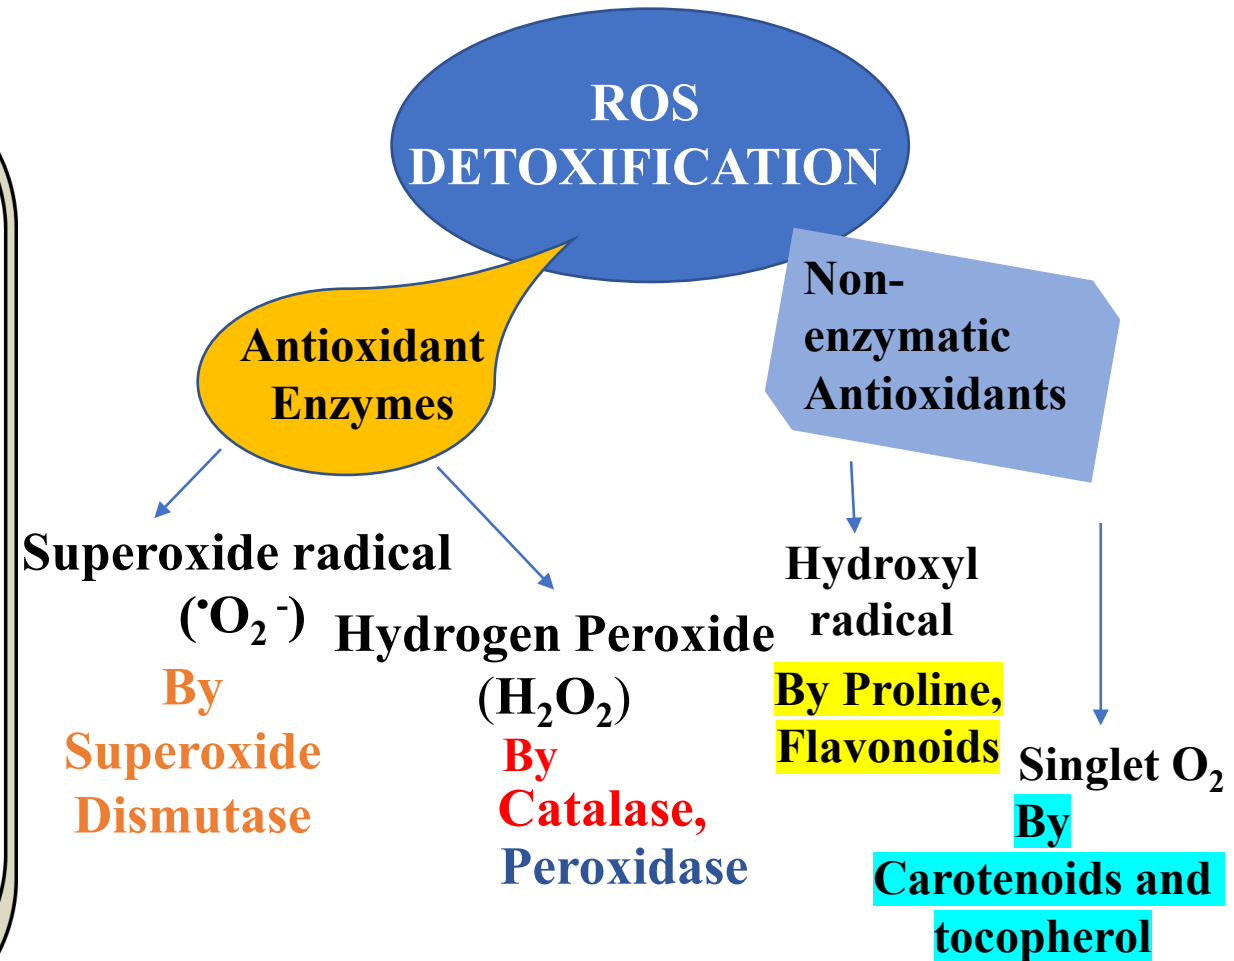 ROS
DETOXIFICATION
Antioxidant
Enzymes
Non-
enzymatic
Antioxidants
Superoxide radical
(•O₂ -)
By
Superoxide
Dismutase
Hydrogen Peroxide
(H₂O₂)
By
Catalase,
Peroxidase
Hydroxyl
radical
By Proline,
Flavonoids
Singlet O₂
By
Carotenoids and
tocopherol